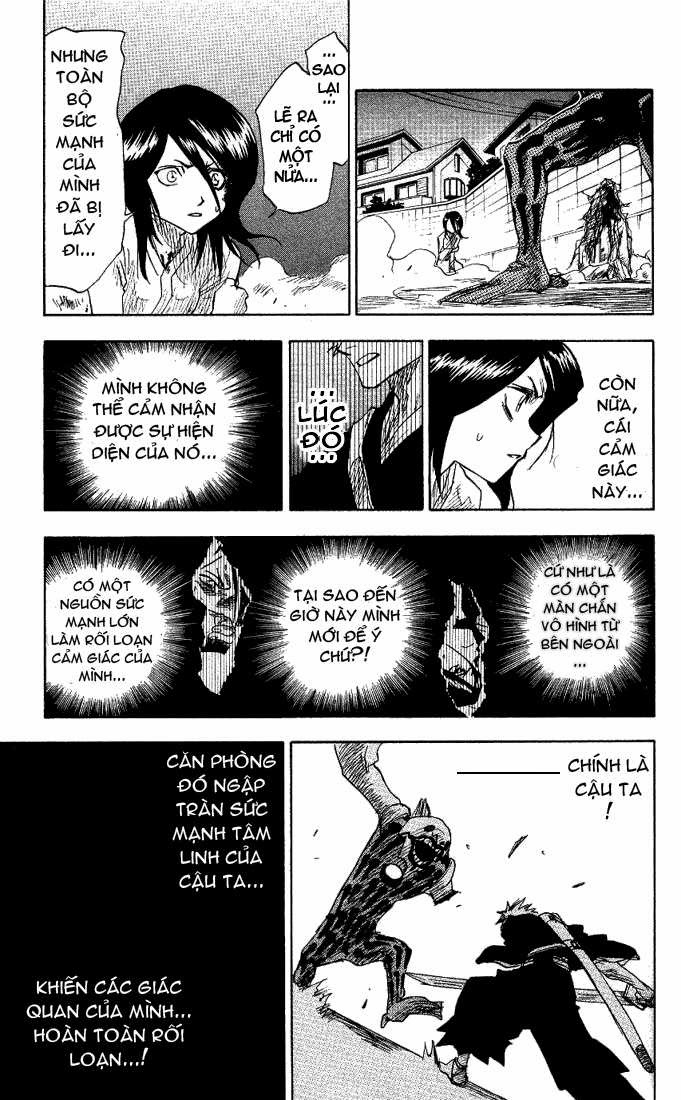 ...
SAO
LẠI
...
LẼ RA
CHỈ CÓ
MỘT
NỬA...
NHƯNG
TOÀN
BỘ
SỨC
MẠNH
CỦA
MÌNH
ĐÃ BỊ
LẤY
ĐI...
CÒN
NỮA,
CÁI
CẢM
GIÁC
NÀY...
...
LÚC
ĐÓ
...
MÌNH KHÔNG
THỂ CẢM NHẬN
ĐƯỢC SỰ HIỆN
DIỆN CỦA NÓ...
CỨ NHƯ LÀ
CÓ MỘT
MÀN CHẮN
VÔ HÌNH TỪ
BÊN NGOÀI
...
TẠI SAO ĐẾN
GIỜ NÀY MÌNH
MỚI ĐỂ Ý
CHỨ?!
CÓ MỘT
NGUỒN SỨC
MẠNH LỚN
LÀM RỐI LOẠN
CẢM GIÁC CỦA
MÌNH...
CHÍNH LÀ
CẬU TA
!
CĂN PHÒNG
ĐÓ NGẬP
TRÀN SỨC
MẠNH TÂM
LINH CỦA
CẬU TA...
KHIẾN CÁC GIÁC
QUAN CỦA MÌNH...
HOÀN TOÀN RỐI
LOẠN...!